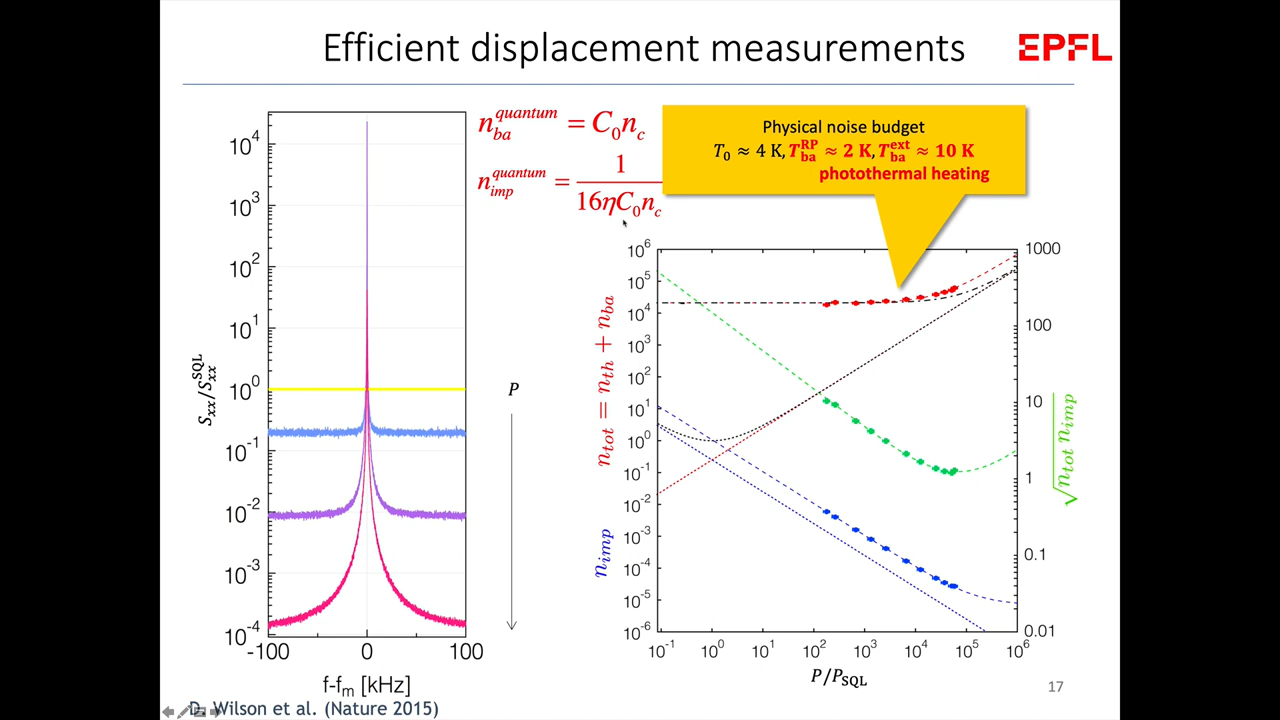 Efficient displacement measurements
EPFL
n_ba^quantum = C₀n_c
n_imp^quantum = 1 / 16ηC₀n_c
Physical noise budget
T₀ ≈ 4 K, T_ba^RP ≈ 2 K, T_ba^ext ≈ 10 K
photothermal heating
S_xx/S_xx^SQL
10⁴
10³
10²
10¹
10⁰
10⁻¹
10⁻²
10⁻³
10⁻⁴
-100
0
100
f-f_m [kHz]
P
n_tot = n_th + n_ba
n_imp
10⁶
10⁵
10⁴
10³
10²
10¹
10⁰
10⁻¹
10⁻²
10⁻³
10⁻⁴
10⁻⁵
10⁻⁶
10⁻¹
10⁰
10¹
10²
10³
10⁴
10⁵
10⁶
P/P_SQL
1000
100
10
1
0.1
0.01
√n_tot n_imp
D. Wilson et al. (Nature 2015)
17